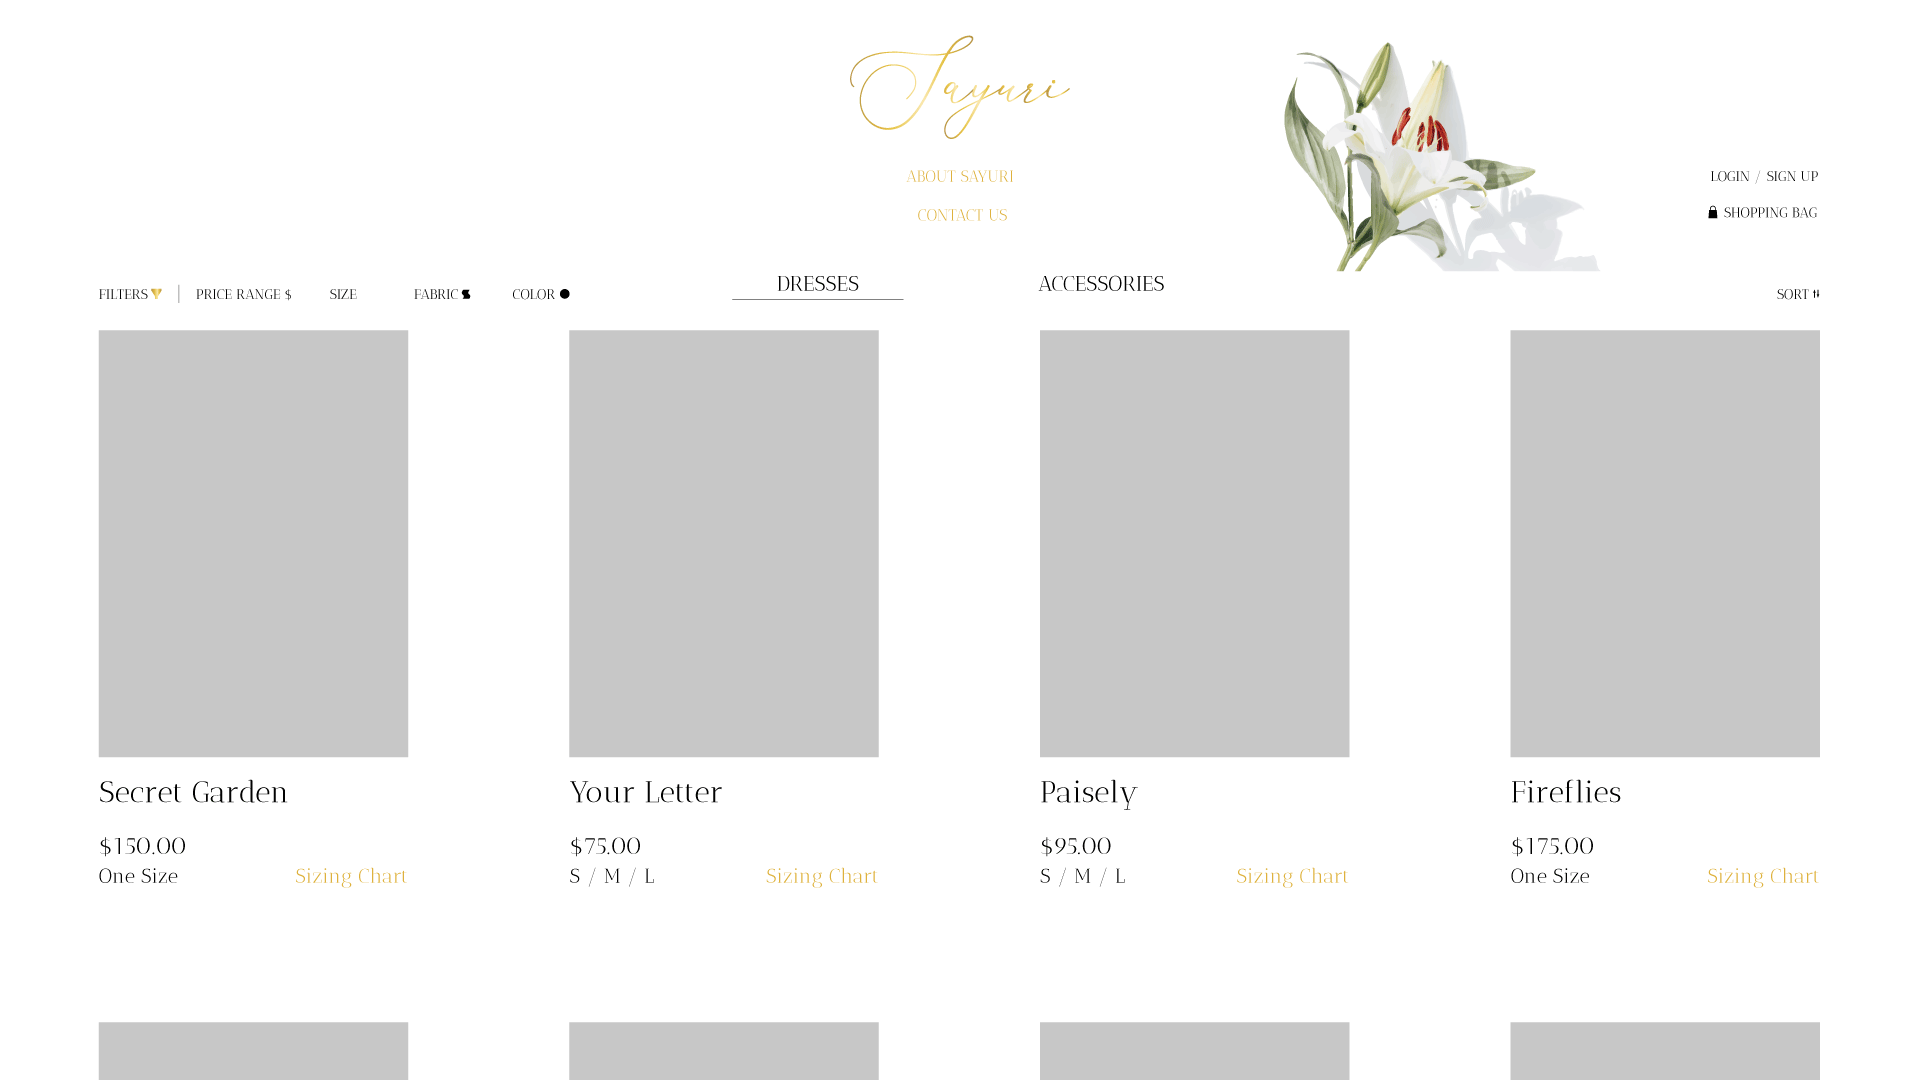 Sayuri
ABOUT SAYURI
CONTACT US
LOGIN / SIGN UP
SHOPPING BAG
FILTERS
PRICE RANGE $
SIZE
FABRIC
COLOR
DRESSES
ACCESSORIES
SORT
Secret Garden
$150.00
One Size
Sizing Chart
Your Letter
$75.00
S / M / L
Sizing Chart
Paisely
$95.00
S / M / L
Sizing Chart
Fireflies
$175.00
One Size
Sizing Chart